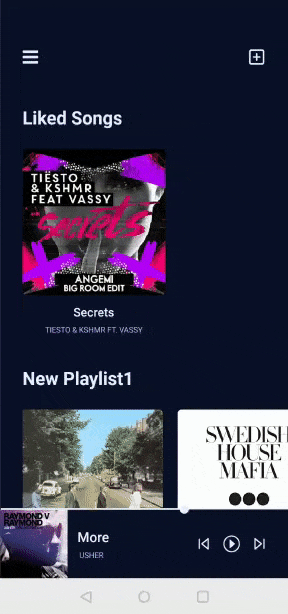 Liked Songs
TIËSTO
& KSHMR
FEAT VASSY
secrets
ANGEMI
BIG ROOM EDIT
Secrets
TIESTO & KSHMR FT. VASSY
New Playlist1
SWEDISH
HOUSE
MAFIA
RAYMOND V
RAYMOND
More
USHER